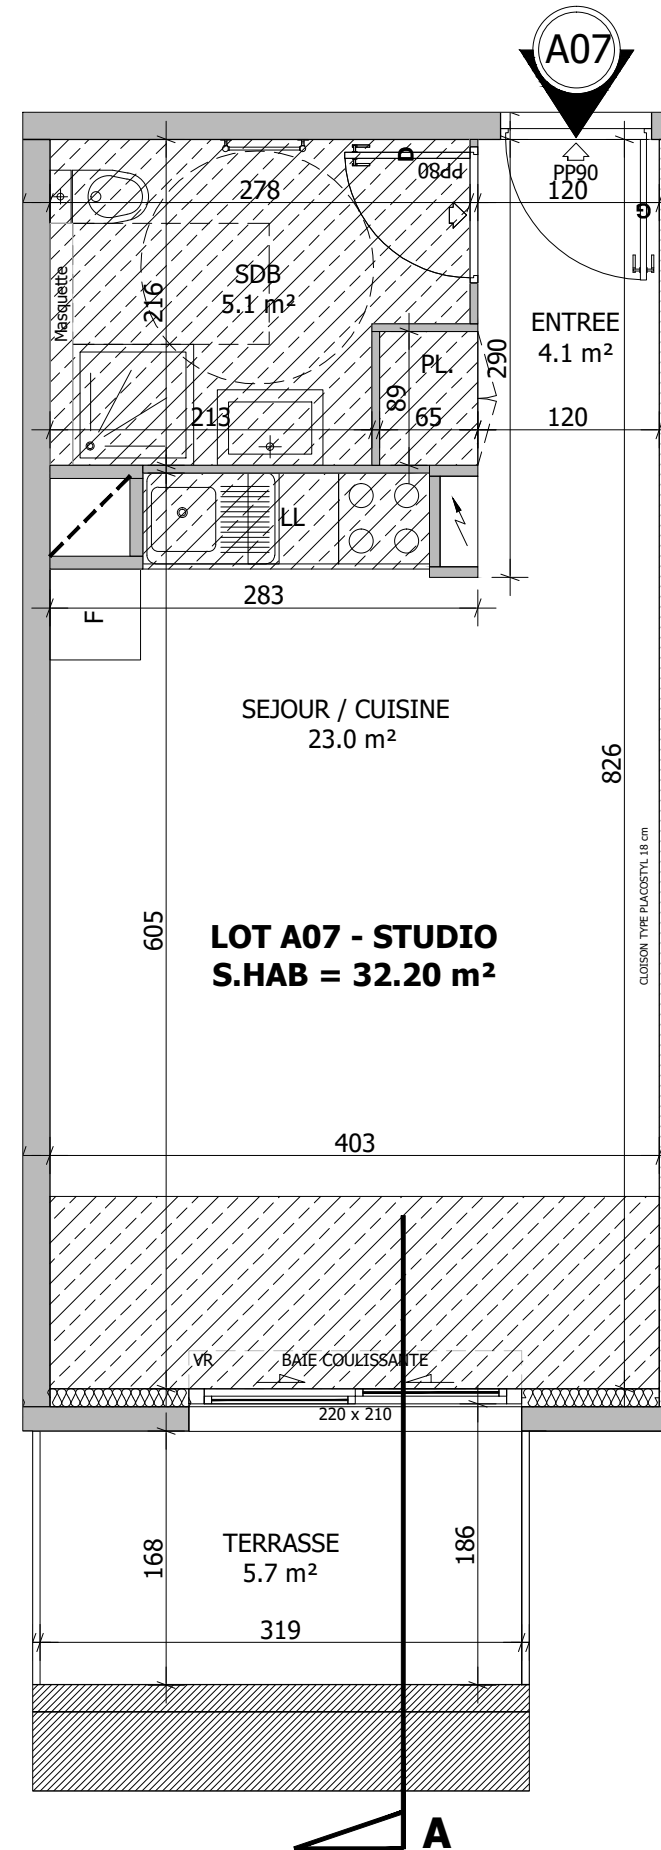 A07
PP80
D
PP90
278
120
G
SDB
5.1 m²
Masquette
216
ENTREE
4.1 m²
290
PL.
89
213
65
120
LL
283
F
SEJOUR / CUISINE
23.0 m²
826
CLOISON TYPE PLACOSTYL 18 cm
605
LOT A07 - STUDIO
S.HAB = 32.20 m²
403
VR
BAIE COULISSANTE
220 x 210
TERRASSE
5.7 m²
168
186
319
A